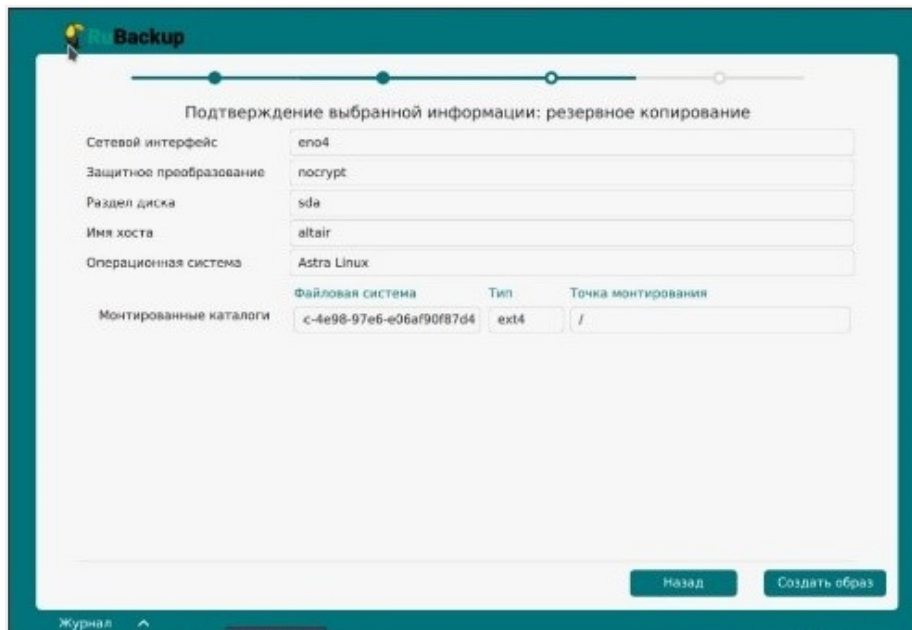 RuBackup
Подтверждение выбранной информации: резервное копирование
Сетевой интерфейс eno4
Защитное преобразование nocrypt
Раздел диска sda
Имя хоста altair
Операционная система Astra Linux
Файловая система Тип Точка монтирования
Монтированные каталоги c-4e98-97e6-e06af90f87d4 ext4 /
Назад Создать образ
Журнал